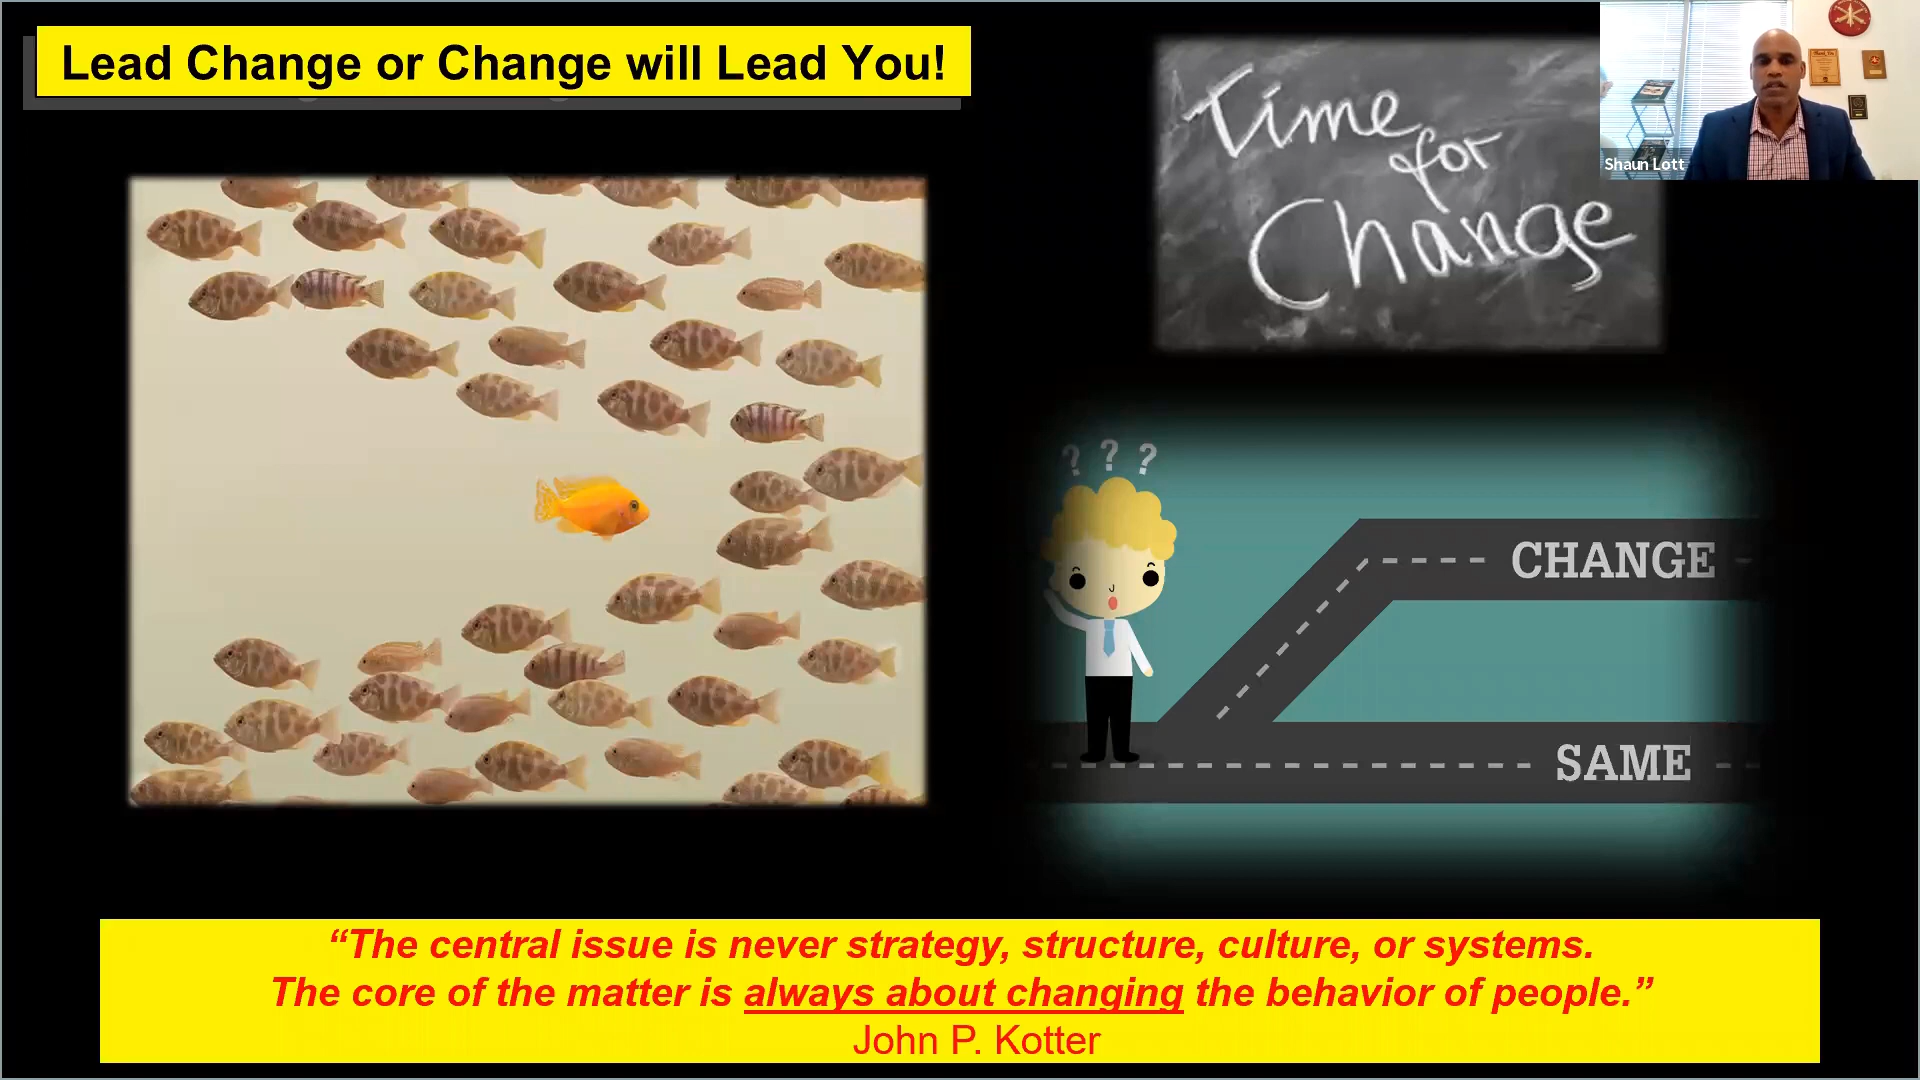 Lead Change or Change will Lead You!
Time
for
Change
Shaun Lott
? ? ?
CHANGE
SAME
“The central issue is never strategy, structure, culture, or systems.
The core of the matter is always about changing the behavior of people.”
John P. Kotter